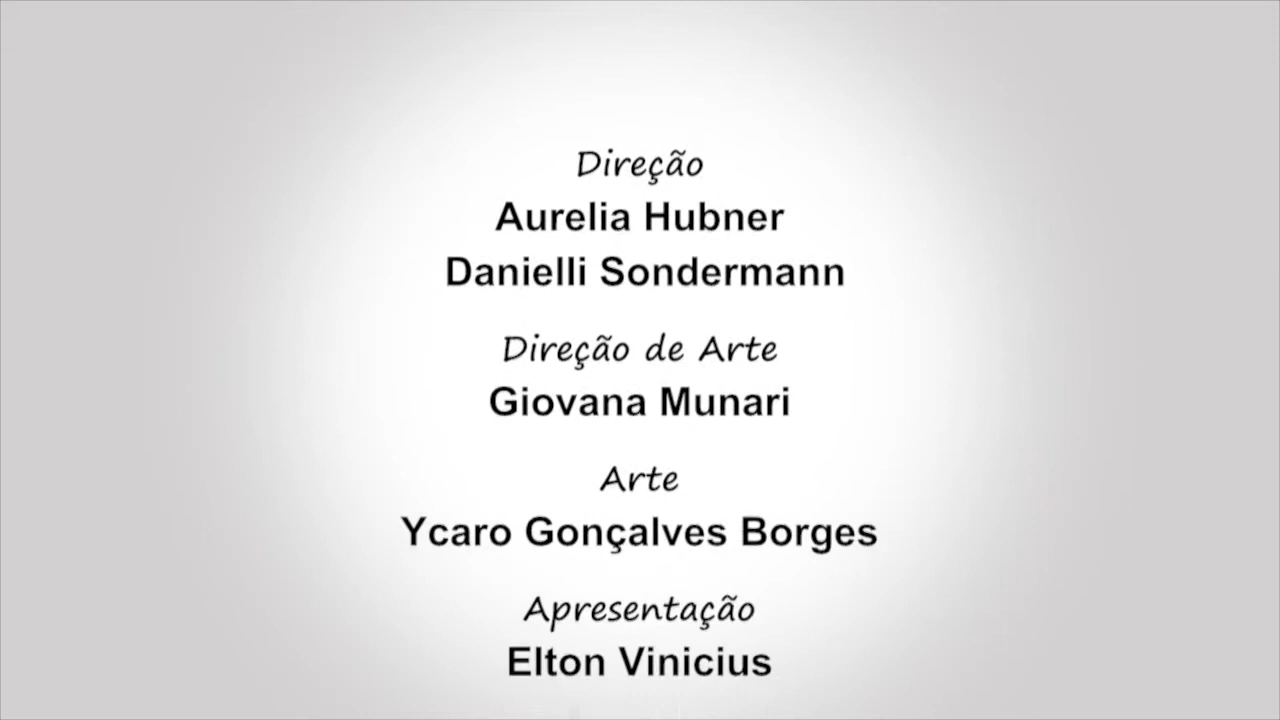 Direção
Aurelia Hubner
Danielli Sondermann
Direção de Arte
Giovana Munari
Arte
Ycaro Gonçalves Borges
Apresentação
Elton Vinicius